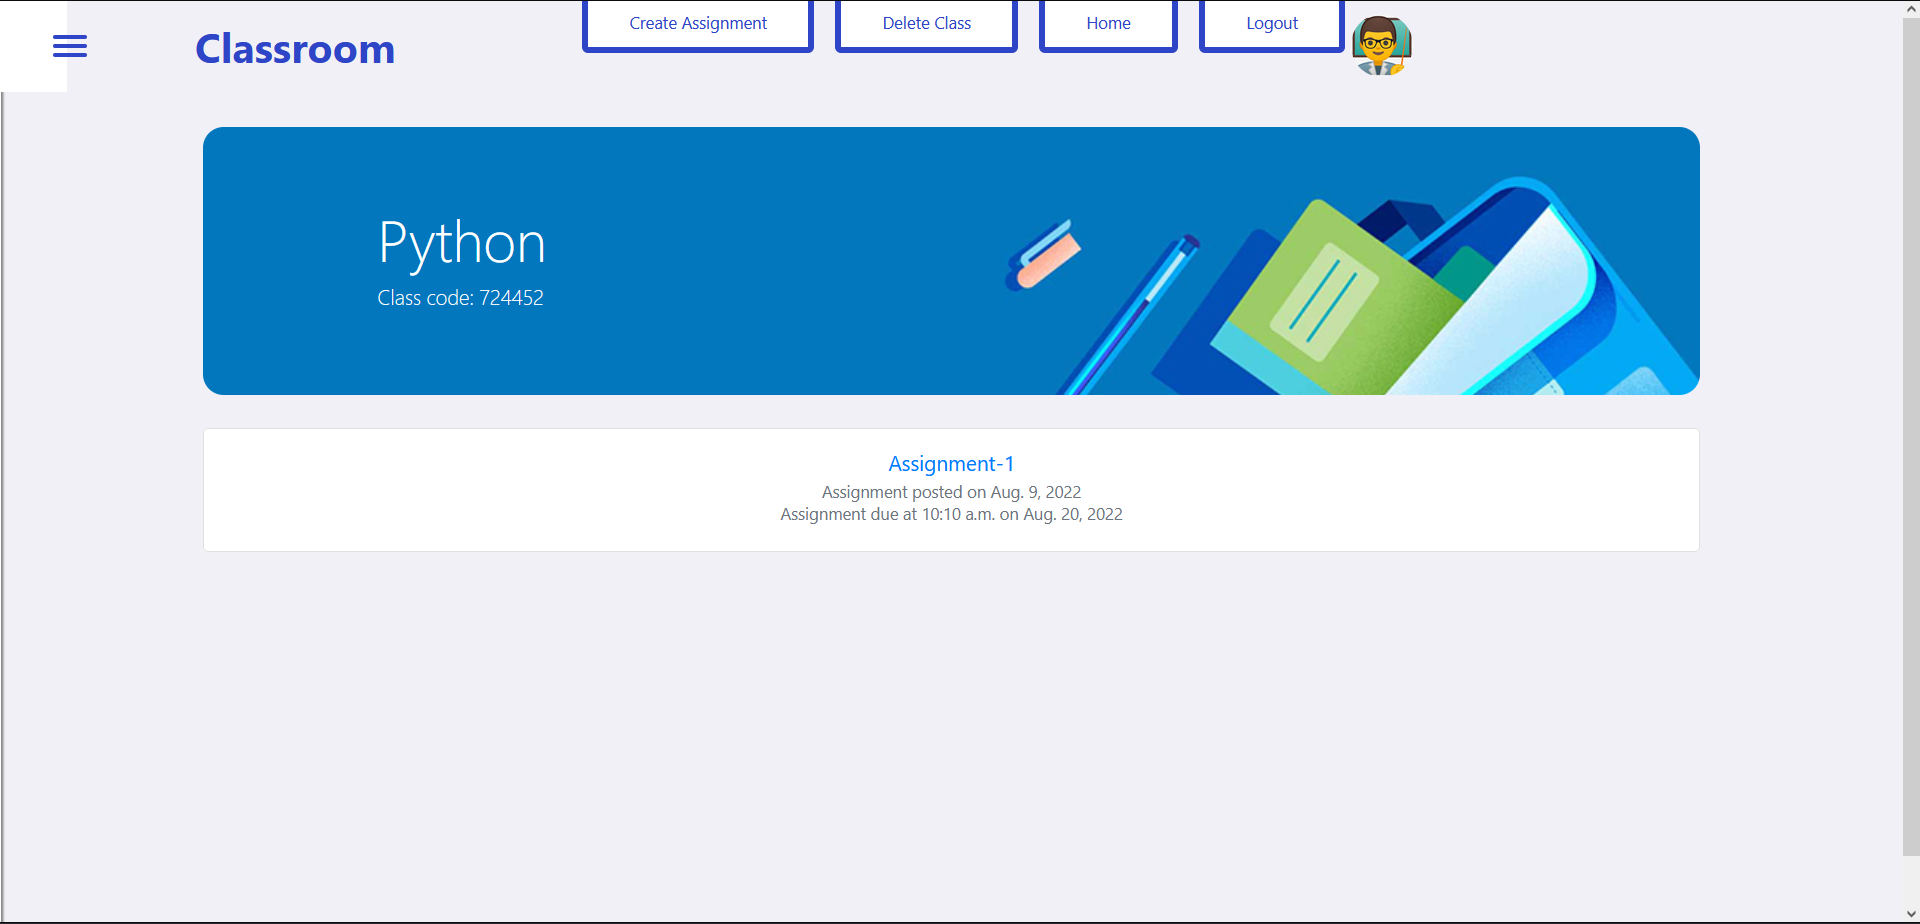 Classroom
Create Assignment
Delete Class
Home
Logout
Python
Class code: 724452
Assignment-1
Assignment posted on Aug. 9, 2022
Assignment due at 10:10 a.m. on Aug. 20, 2022